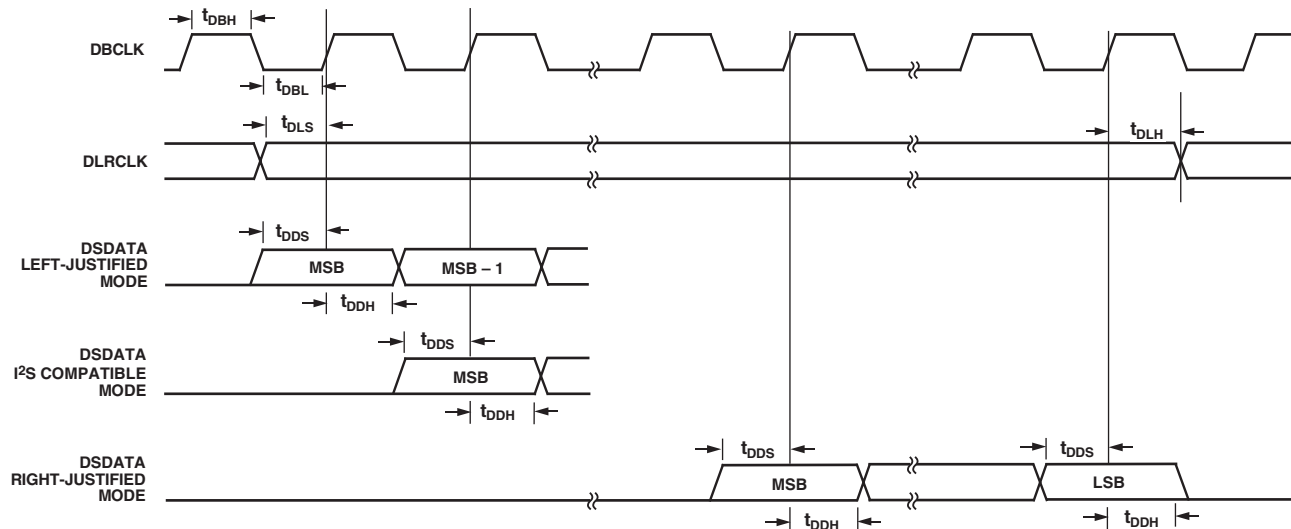 tDBH
DBCLK
tDBL
tDLS
tDLH
DLRCLK
tDDS
DSDATA
LEFT-JUSTIFIED
MODE
MSB
MSB – 1
tDDH
tDDS
DSDATA
I²S COMPATIBLE
MODE
MSB
tDDH
tDDS
tDDS
DSDATA
RIGHT-JUSTIFIED
MODE
MSB
LSB
tDDH
tDDH